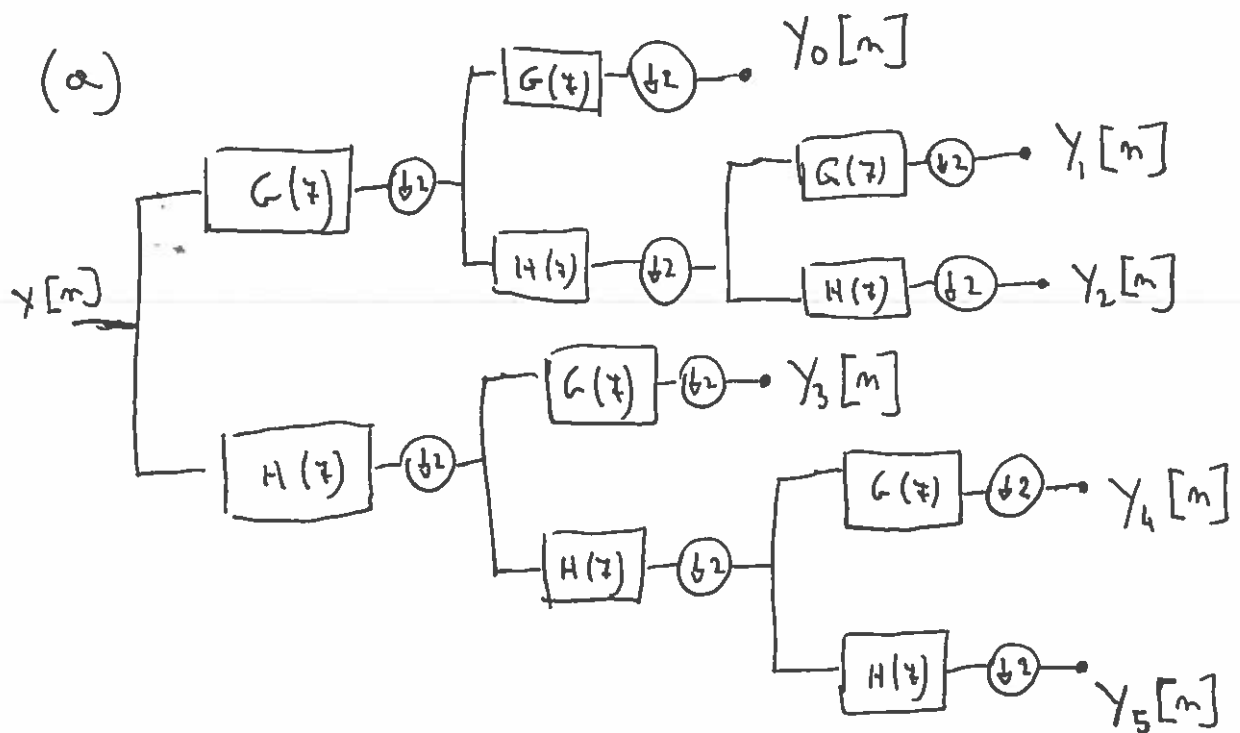 (a)
G(z) ↓2 Y0[n]
G(z) ↓2
G(z) ↓2 Y1[n]
H(z) ↓2
H(z) ↓2 Y2[n]
Y[n]
G(z) ↓2 Y3[n]
H(z) ↓2
G(z) ↓2 Y4[n]
H(z) ↓2
H(z) ↓2 Y5[n]